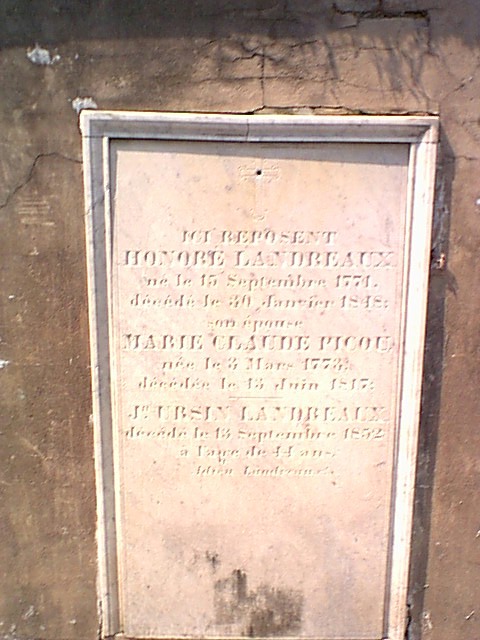 ICI REPOSENT
HONORÉ LANDREAUX
né le 15 Septembre 1771.
décédé le 30 Janvier 1848;
son épouse
MARIE CLAUDE PICOU,
née le 3 Mars 1773;
décédée le 15 Juin 1817;
Jh URSIN LANDREAUX
décédé le 13 Septembre 1852
a l'age de 44 ans.